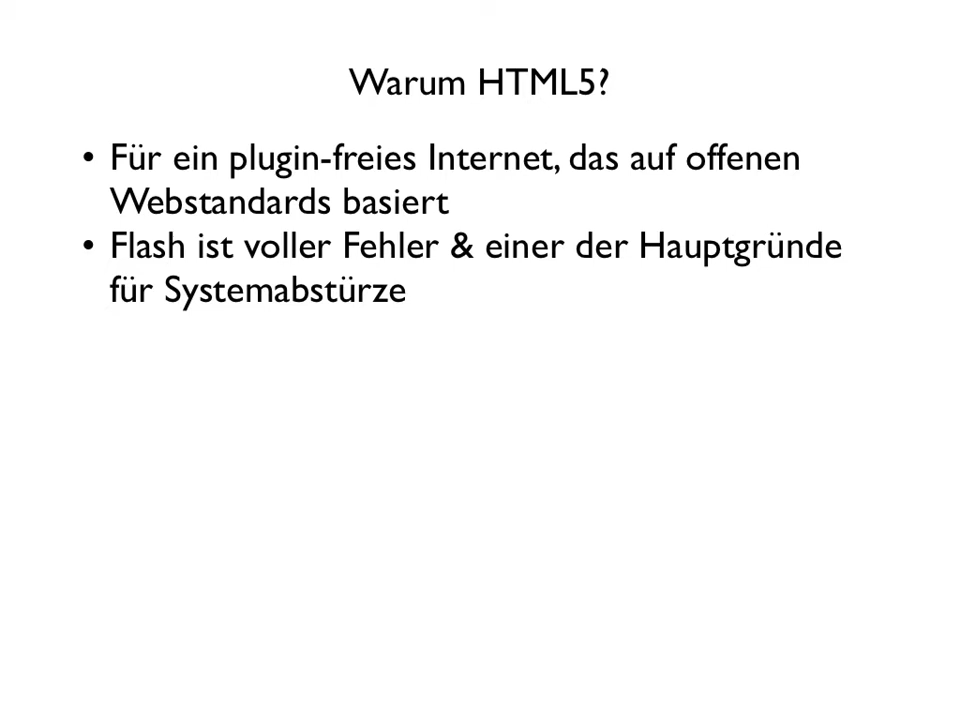 Warum HTML5?
• Für ein plugin-freies Internet, das auf offenen
Webstandards basiert
• Flash ist voller Fehler & einer der Hauptgründe
für Systemabstürze